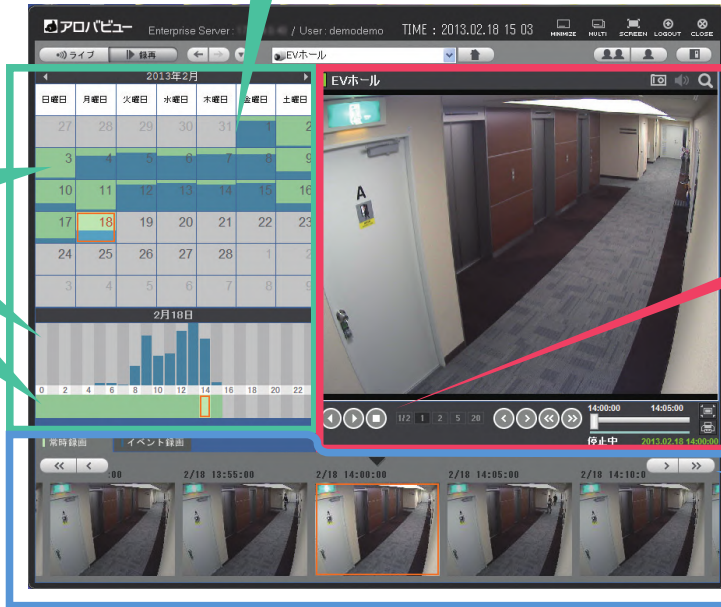 アロバビュー Enterprise Server: / User: demodemo TIME : 2013.02.18 15 03 MINIMIZE MULTI SCREEN LOGOUT CLOSE
ライブ 録再 EVホール
2013年2月
日曜日 月曜日 火曜日 水曜日 木曜日 金曜日 土曜日
27 28 29 30 31 1 2
3 4 5 6 7 8 9
10 11 12 13 14 15 16
17 18 19 20 21 22 23
24 25 26 27 28 1 2
3 4 5 6 7 8 9
2月18日
0 2 4 6 8 10 12 14 16 18 20 22
EVホール
A
1/2 1 2 5 20 14:00:00 14:05:00
停止中 2013.02.18 14:00:00
常時録画 イベント録画
:00 2/18 13:55:00 2/18 14:00:00 2/18 14:05:00 2/18 14:10:0